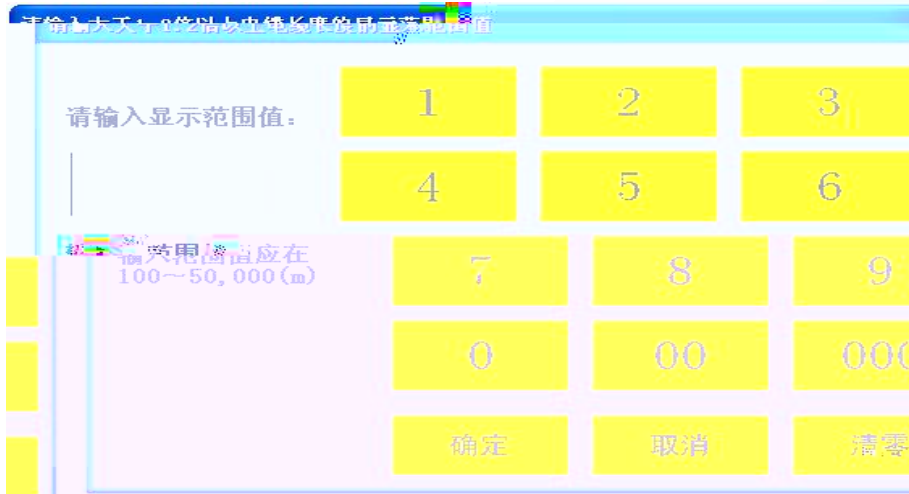 请输入显示范围值：
1 2 3
4 5 6
输入范围值应在
100～50,000(m)
7 8 9
0 00 000
确定 取消 清零